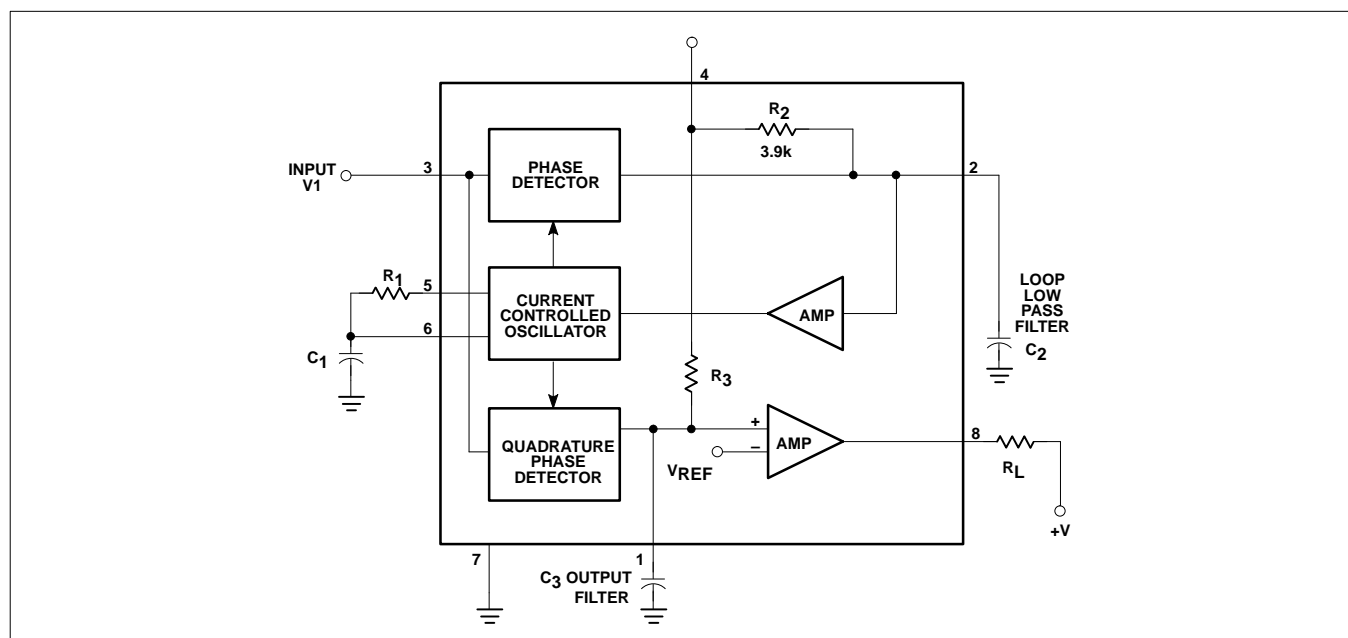 4
R2
3.9k
INPUT
V1
3
PHASE
DETECTOR
2
R1
5
CURRENT
CONTROLLED
OSCILLATOR
AMP
LOOP
LOW
PASS
FILTER
C2
6
C1
R3
QUADRATURE
PHASE
DETECTOR
+
–
AMP
VREF
8
RL
+V
7
1
C3 OUTPUT
FILTER